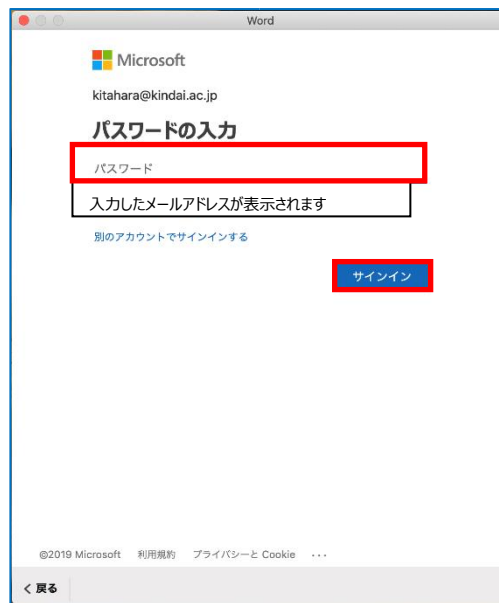 Word
Microsoft
kitahara@kindai.ac.jp
パスワードの入力
パスワード
入力したメールアドレスが表示されます
別のアカウントでサインインする
サインイン
©2019 Microsoft 利用規約 プライバシーと Cookie ...
< 戻る